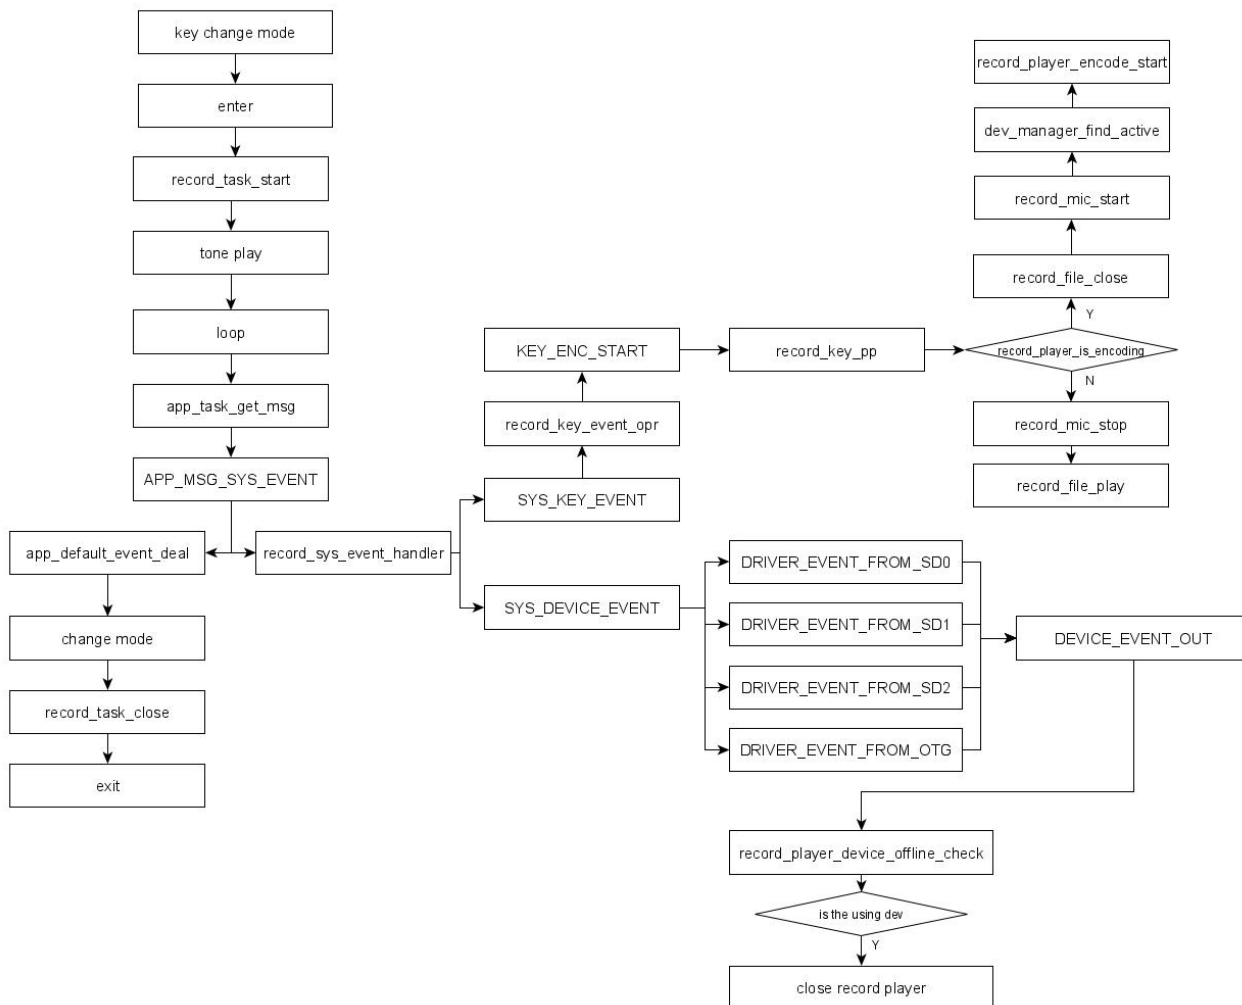 key change mode
enter
record_task_start
tone play
loop
app_task_get_msg
APP_MSG_SYS_EVENT
app_default_event_deal
change mode
record_task_close
exit
record_sys_event_handler
SYS_KEY_EVENT
record_key_event_opr
KEY_ENC_START
record_key_pp
record_player_is_encoding
Y
record_file_close
record_mic_start
dev_manager_find_active
record_player_encode_start
N
record_mic_stop
record_file_play
SYS_DEVICE_EVENT
DRIVER_EVENT_FROM_SD0
DRIVER_EVENT_FROM_SD1
DRIVER_EVENT_FROM_SD2
DRIVER_EVENT_FROM_OTG
DEVICE_EVENT_OUT
record_player_device_offline_check
is the using dev
Y
close record player